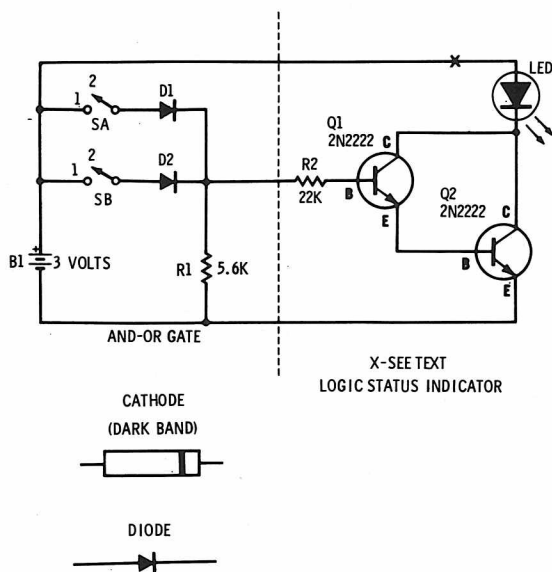 LED
2
D1
1
SA
Q1
2N2222
C
2
D2
R2
1
SB
22K
B
E
Q2
2N2222
C
B1
+
3 VOLTS
R1
5.6K
B
E
AND-OR GATE
X
X-SEE TEXT
LOGIC STATUS INDICATOR
CATHODE
(DARK BAND)
DIODE